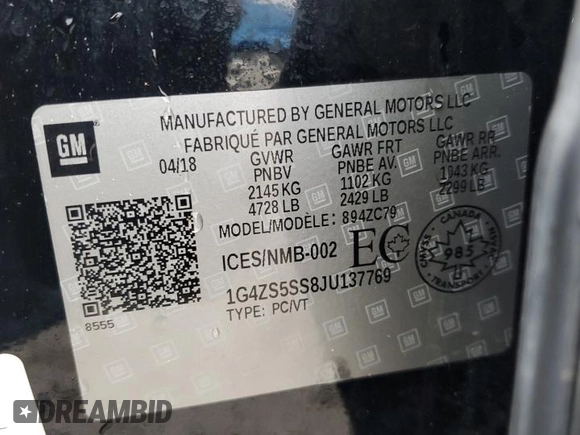 GM
MANUFACTURED BY GENERAL MOTORS LLC
FABRIQUÉ PAR GENERAL MOTORS LLC
04/18 GVWR GAWR FRT GAWR RR
PNBV PNBE AV. PNBE ARR.
2145 KG 1102 KG 1043 KG
4728 LB 2429 LB 2299 LB
MODEL/MODÈLE: 894ZC79
ICES/NMB-002 EC
CANADA
985
1G4ZS5SS8JU137769
TYPE: PC/VT
8555
DREAMBID